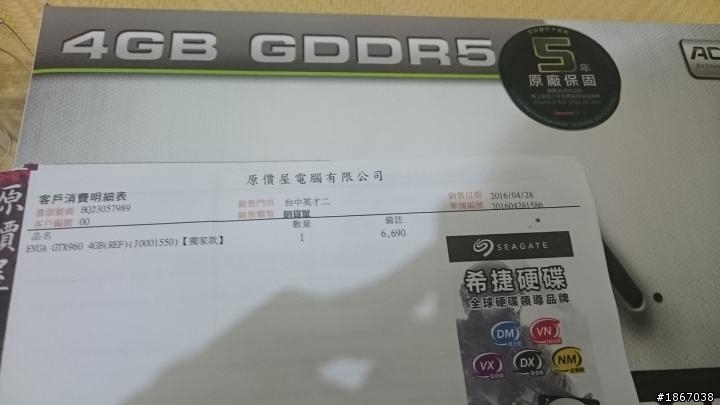 4GB GDDR5
5年
原廠保固
原價屋電腦有限公司
客戶消費明細表
發票號碼 BQ23057989
客戶編號 00
銷售門市 台中英才二
銷售類型 銷貨單
銷售日期 2016/04/28
單據編號 201604281586
品名 數量 備註
EVGA GTX960 4GB(REF)(J0001550)【獨家款】 1 6,690
原價屋
SEAGATE
希捷硬碟
全球硬碟領導品牌
DM
VN
VX
DX
NM
#1867038